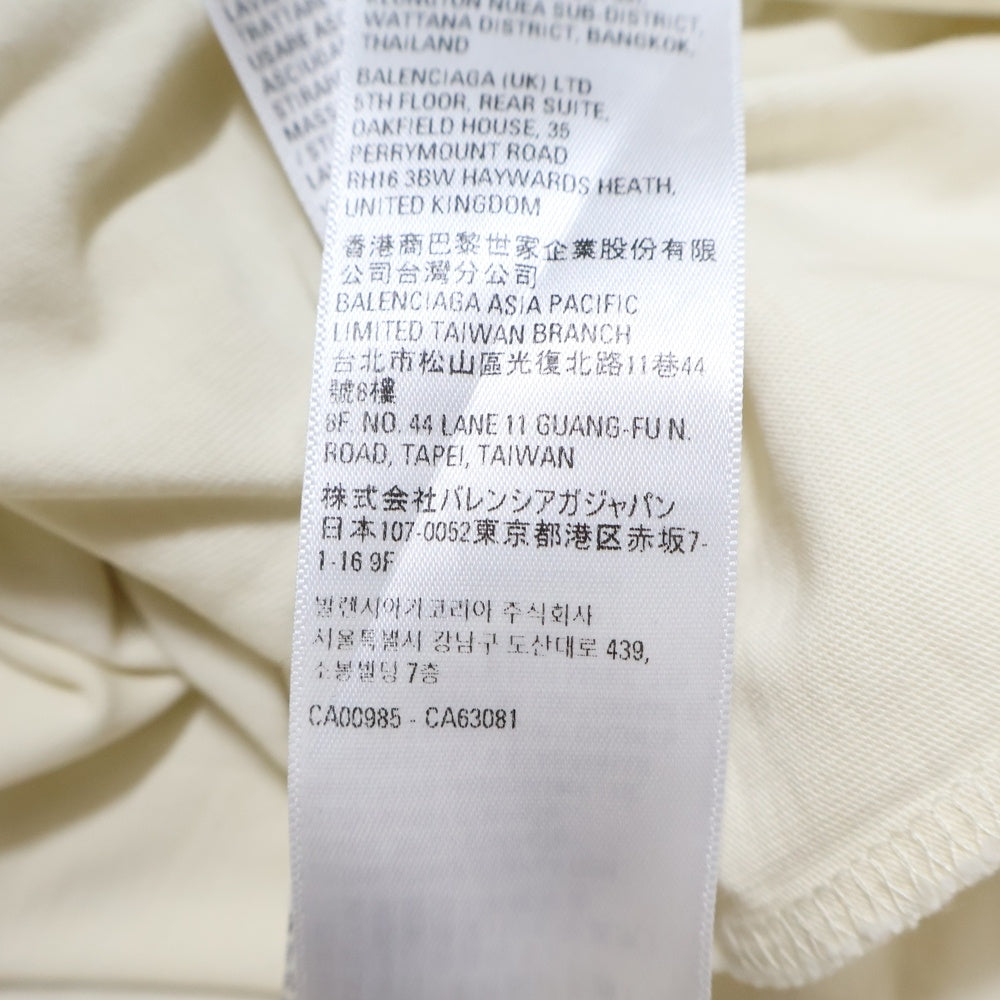 KLONGTON NUEA SUB-DISTRICT,
WATTANA DISTRICT, BANGKOK,
THAILAND
BALENCIAGA (UK) LTD
5TH FLOOR, REAR SUITE,
OAKFIELD HOUSE, 35
PERRYMOUNT ROAD
RH16 3BW HAYWARDS HEATH,
UNITED KINGDOM
香港商巴黎世家企業股份有限
公司台灣分公司
BALENCIAGA ASIA PACIFIC
LIMITED TAIWAN BRANCH
台北市松山區光復北路11巷44
號8樓
8F. NO. 44 LANE 11 GUANG-FU N.
ROAD, TAPEI, TAIWAN
株式会社バレンシアガジャパン
日本107-0052東京都港区赤坂7-
1-16 9F
발렌시아가코리아 주식회사
서울특별시 강남구 도산대로 439,
소봉빌딩 7층
CA00985 - CA63081
USARE
STIRAN